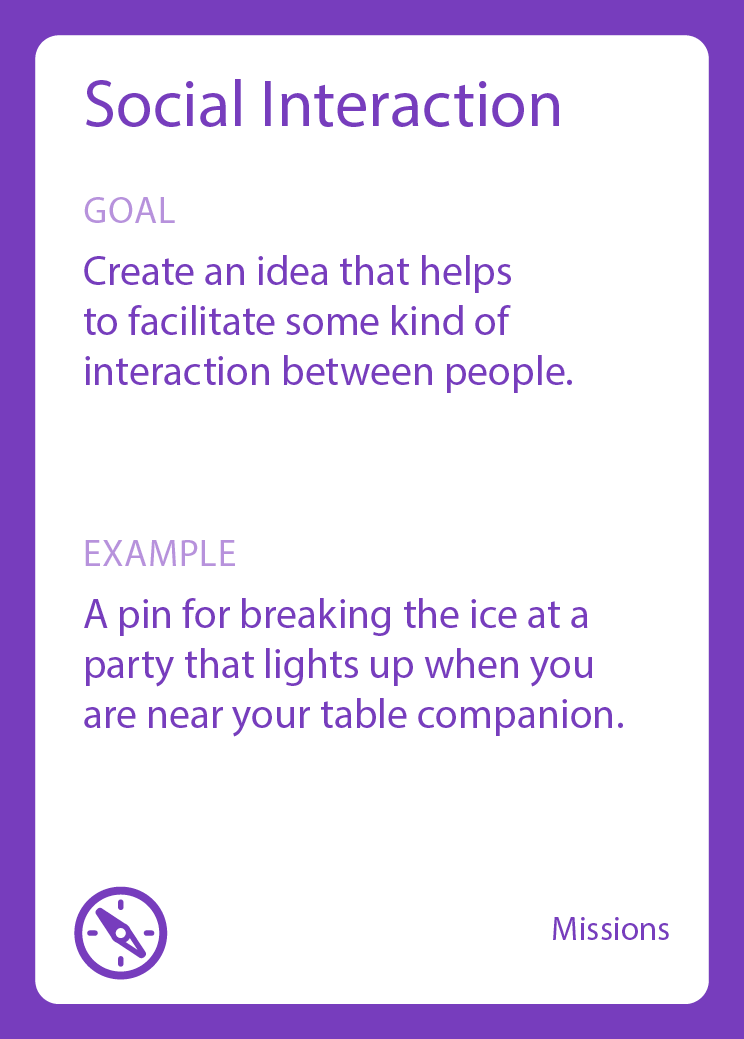 Social Interaction
GOAL
Create an idea that helps
to facilitate some kind of
interaction between people.
EXAMPLE
A pin for breaking the ice at a
party that lights up when you
are near your table companion.
Missions